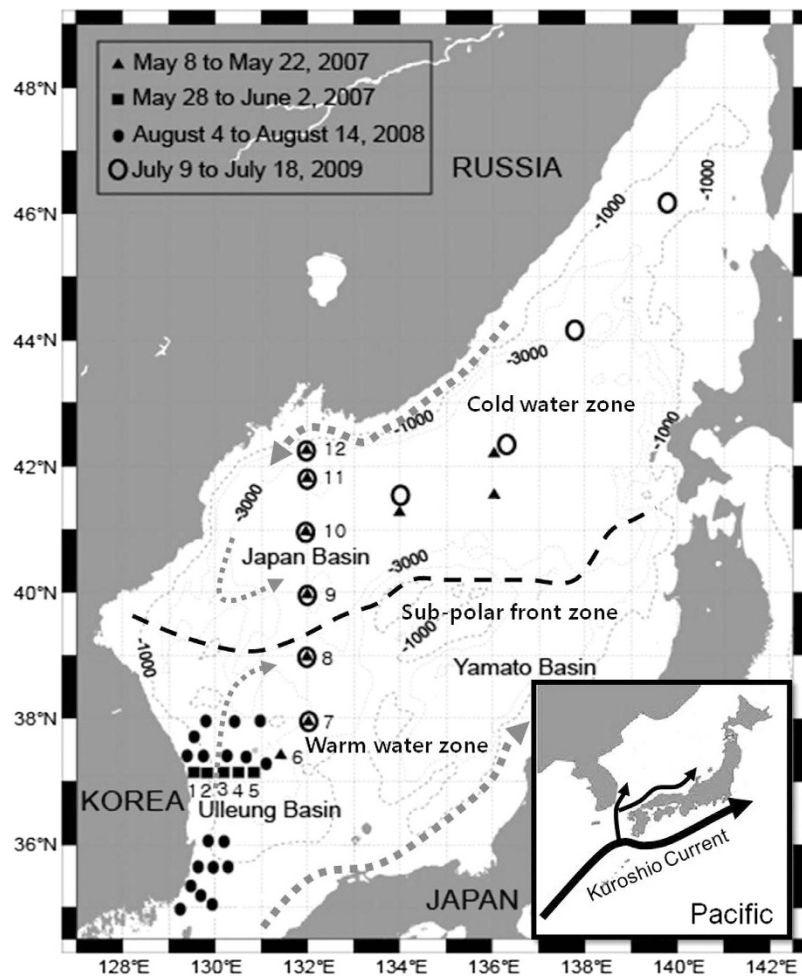 May 8 to May 22, 2007
May 28 to June 2, 2007
August 4 to August 14, 2008
July 9 to July 18, 2009
RUSSIA
48°N
46°N
44°N
42°N
40°N
38°N
36°N
-1000
-1000
-3000
Cold water zone
-1000
-1000
12
11
-3000
10
Japan Basin
-3000
9
Sub-polar front zone
-1000
-1000
8
Yamato Basin
7
Warm water zone
6
1 2 3 4 5
KOREA
Ulleung Basin
JAPAN
Kuroshio Current
Pacific
128°E 130°E 132°E 134°E 136°E 138°E 140°E 142°E